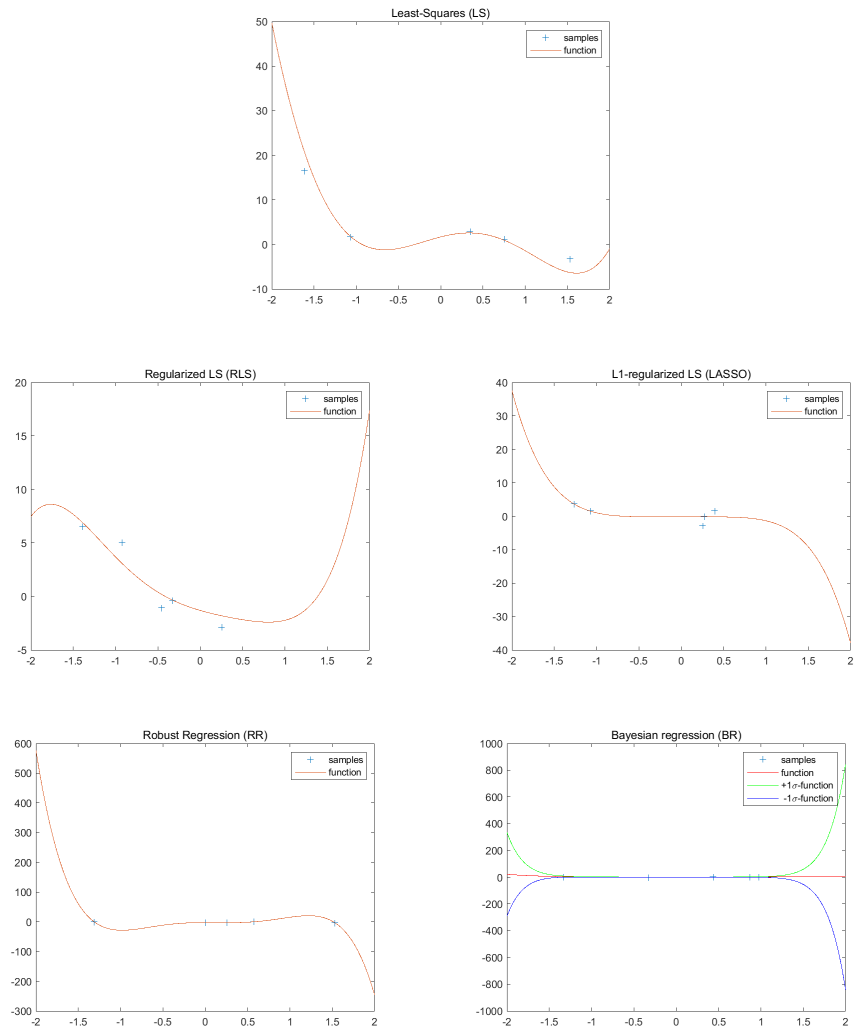 Least-Squares (LS)
50
40
30
20
10
0
-10
-2 -1.5 -1 -0.5 0 0.5 1 1.5 2
samples
function
Regularized LS (RLS)
20
15
10
5
0
-5
-2 -1.5 -1 -0.5 0 0.5 1 1.5 2
samples
function
L1-regularized LS (LASSO)
40
30
20
10
0
-10
-20
-30
-40
-2 -1.5 -1 -0.5 0 0.5 1 1.5 2
samples
function
Robust Regression (RR)
600
500
400
300
200
100
0
-100
-200
-300
-2 -1.5 -1 -0.5 0 0.5 1 1.5 2
samples
function
Bayesian regression (BR)
1000
800
600
400
200
0
-200
-400
-600
-800
-1000
-2 -1.5 -1 -0.5 0 0.5 1 1.5 2
samples
function
+1σ-function
-1σ-function